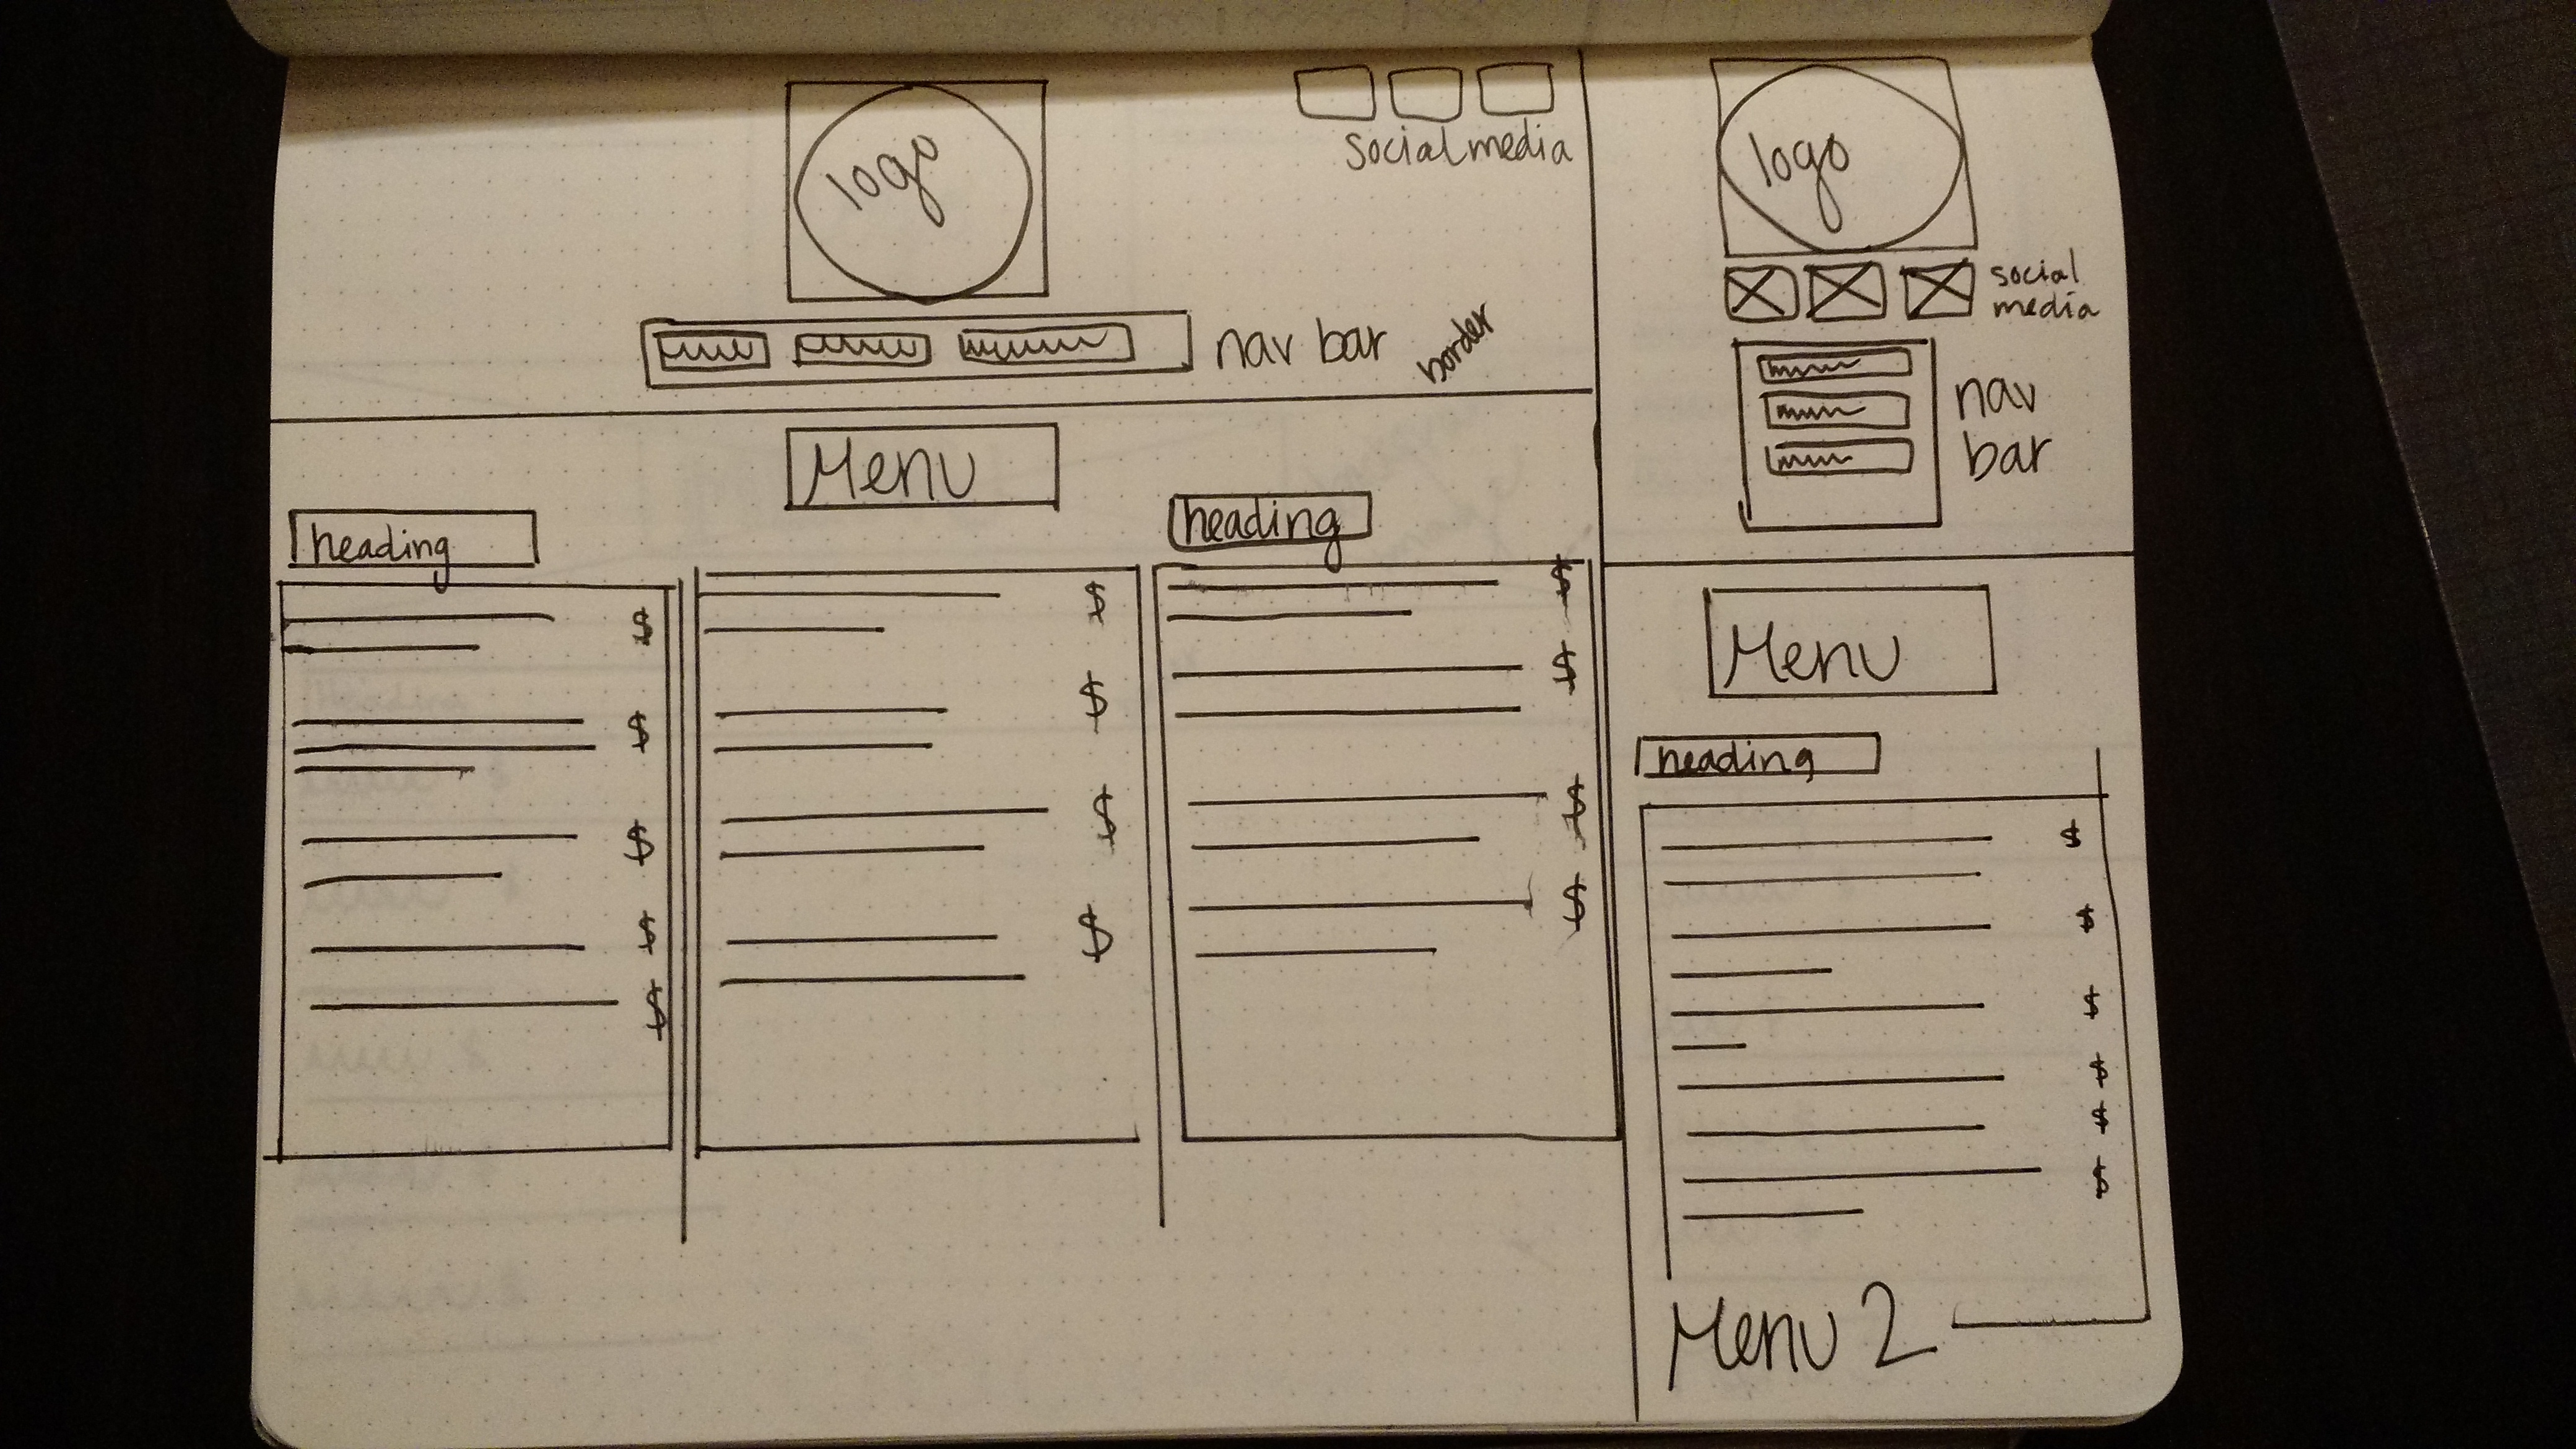 logo
social media
nav bar
border
Menu
heading
heading
$
$
$
$
$
$
$
$
$
$
$
$
$
logo
social
media
nav
bar
Menu
heading
$
$
$
$
$
$
Menu 2